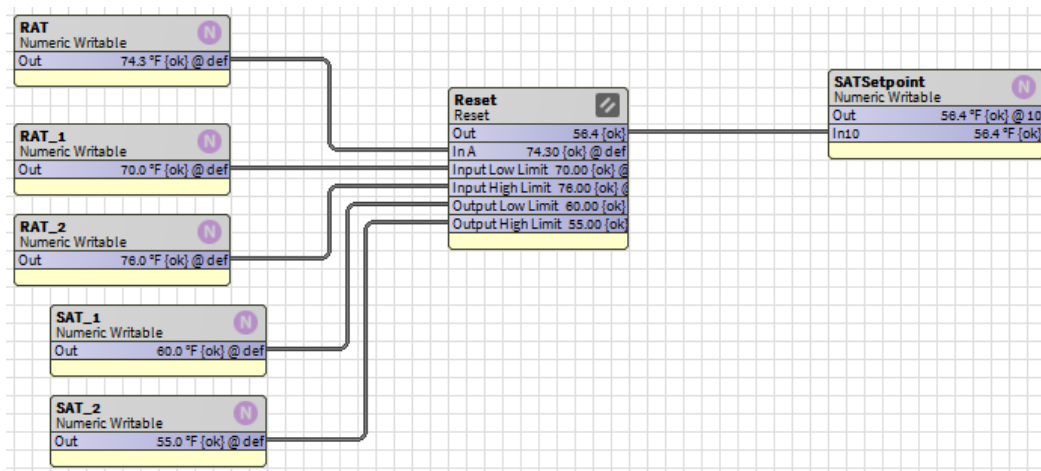 RAT
Numeric Writable
N
Out 74.3 °F {ok} @ def
RAT_1
Numeric Writable
N
Out 70.0 °F {ok} @ def
RAT_2
Numeric Writable
N
Out 76.0 °F {ok} @ def
SAT_1
Numeric Writable
N
Out 60.0 °F {ok} @ def
SAT_2
Numeric Writable
N
Out 55.0 °F {ok} @ def
Reset
Reset
Out 56.4 {ok}
In A 74.30 {ok} @ def
Input Low Limit 70.00 {ok} @
Input High Limit 76.00 {ok} @
Output Low Limit 60.00 {ok}
Output High Limit 55.00 {ok}
SATSetpoint
Numeric Writable
N
Out 56.4 °F {ok} @ 10
In10 56.4 °F {ok}